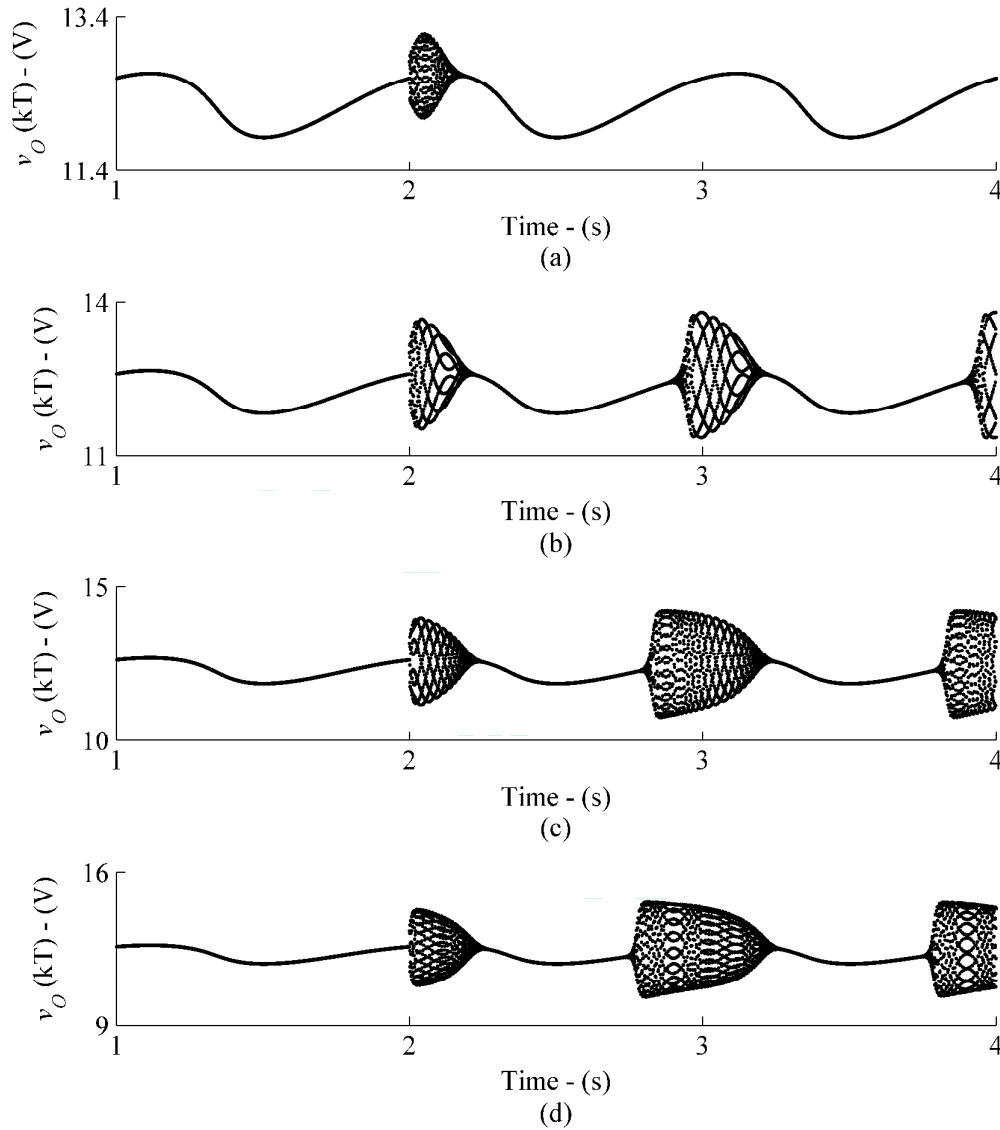 13.4
v_O (kT) - (V)
11.4
1 2 3 4
Time - (s)
(a)
14
v_O (kT) - (V)
11
1 2 3 4
Time - (s)
(b)
15
v_O (kT) - (V)
10
1 2 3 4
Time - (s)
(c)
16
v_O (kT) - (V)
9
1 2 3 4
Time - (s)
(d)